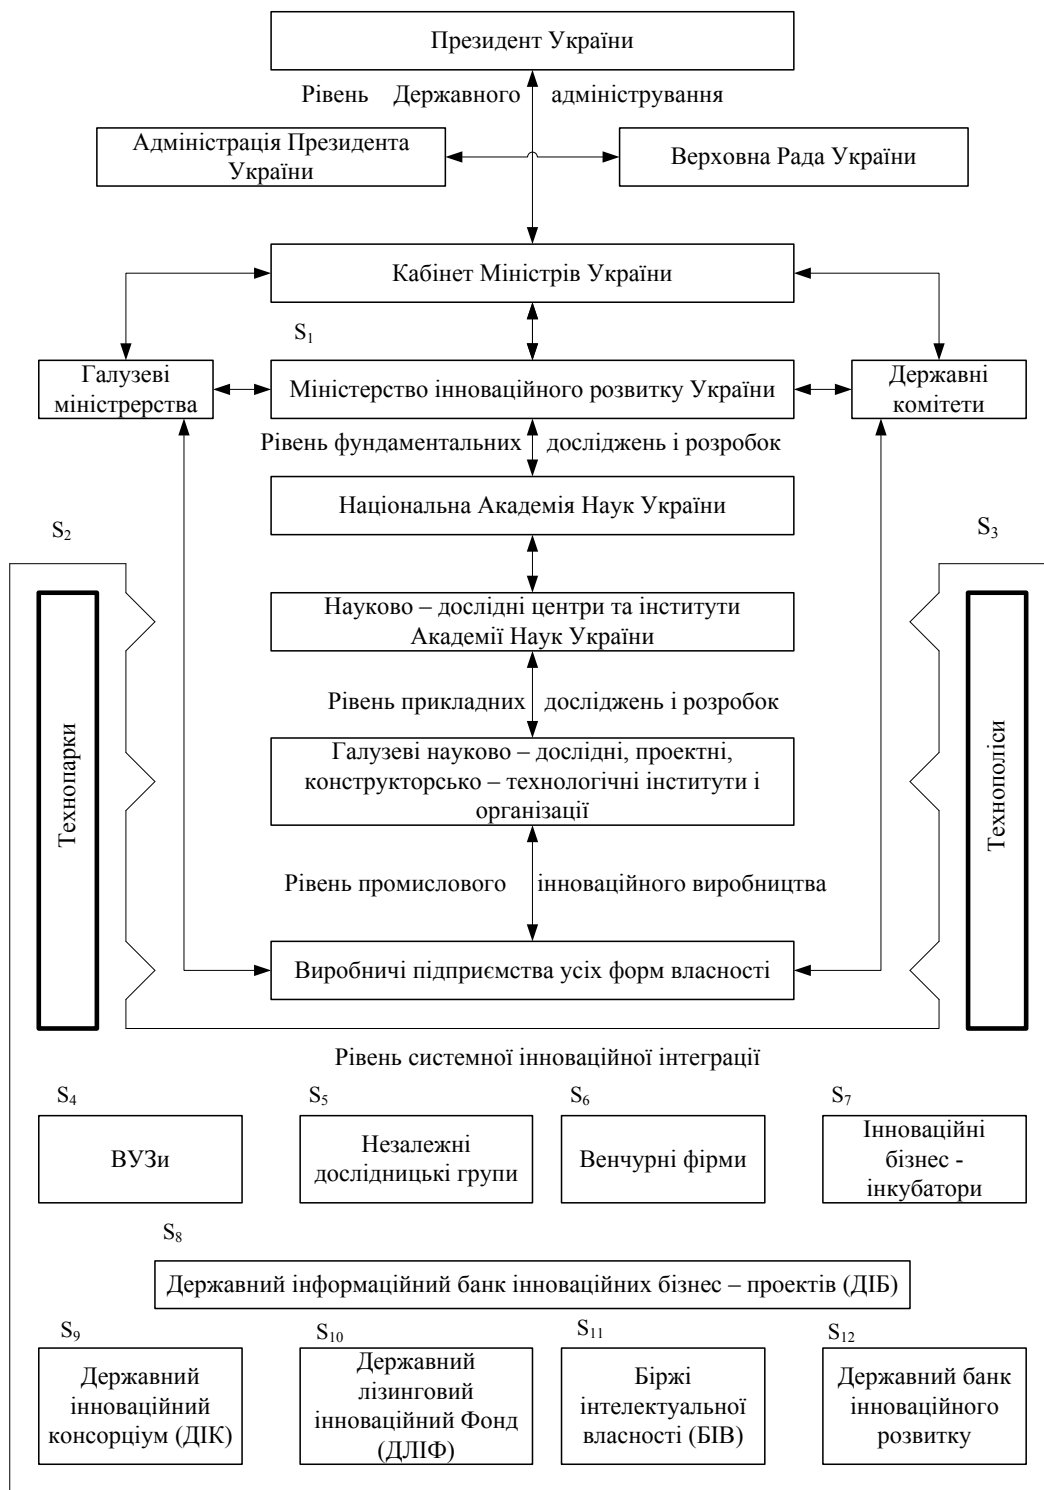 Президент України
Рівень Державного адміністрування
Адміністрація Президента
України
Верховна Рада України
Кабінет Міністрів України
S1
Галузеві
міністрерства
Міністерство інноваційного розвитку України
Державні
комітети
Рівень фундаментальних досліджень і розробок
Національна Академія Наук України
S2
S3
Науково – дослідні центри та інститути
Академії Наук України
Рівень прикладних досліджень і розробок
Технопарки
Технополіси
Галузеві науково – дослідні, проектні,
конструкторсько – технологічні інститути і
організації
Рівень промислового інноваційного виробництва
Виробничі підприємства усіх форм власності
Рівень системної інноваційної інтеграції
S4
S5
S6
S7
ВУЗи
Незалежні
дослідницькі групи
Венчурні фірми
Інноваційні
бізнес -
інкубатори
S8
Державний інформаційний банк інноваційних бізнес – проектів (ДІБ)
S9
S10
S11
S12
Державний
інноваційний
консорціум (ДІК)
Державний
лізинговий
інноваційний Фонд
(ДЛІФ)
Біржі
інтелектуальної
власності (БІВ)
Державний банк
інноваційного
розвитку